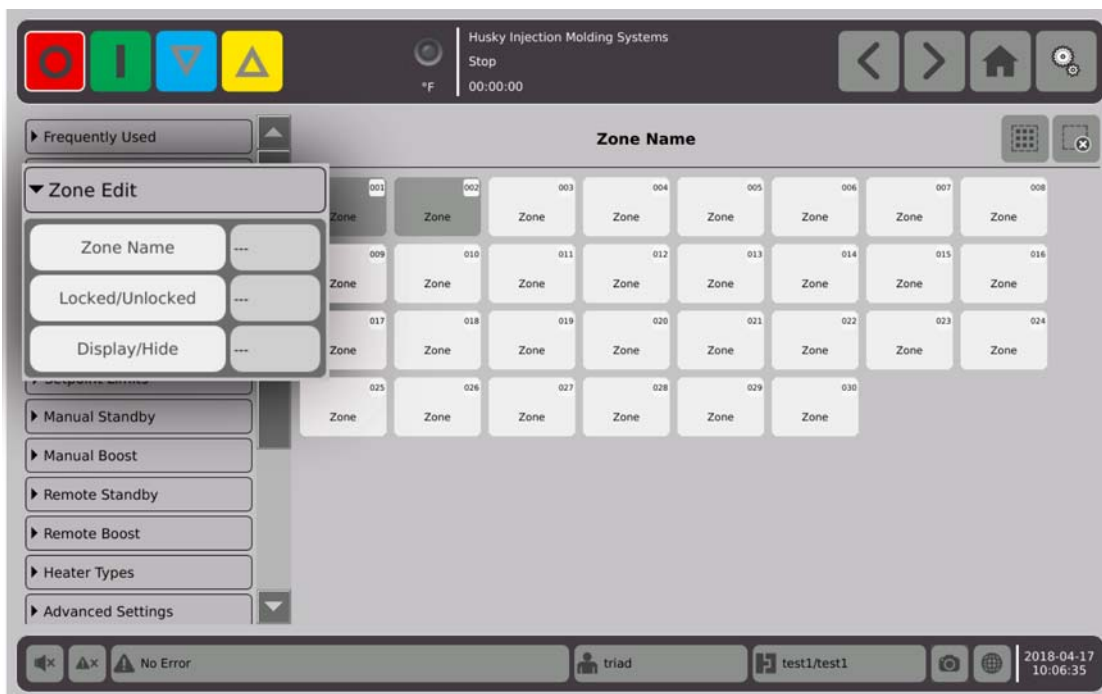 Husky Injection Molding Systems
Stop
°F
00:00:00
Frequently Used
Zone Name
Zone Edit
Zone Name ---
Locked/Unlocked ---
Display/Hide ---
Setpoint Limits
Manual Standby
Manual Boost
Remote Standby
Remote Boost
Heater Types
Advanced Settings
001 002 003 004 005 006 007 008
Zone Zone Zone Zone Zone Zone Zone Zone
009 010 011 012 013 014 015 016
Zone Zone Zone Zone Zone Zone Zone Zone
017 018 019 020 021 022 023 024
Zone Zone Zone Zone Zone Zone Zone Zone
025 026 027 028 029 030
Zone Zone Zone Zone Zone Zone
No Error
triad
test1/test1
2018-04-17
10:06:35